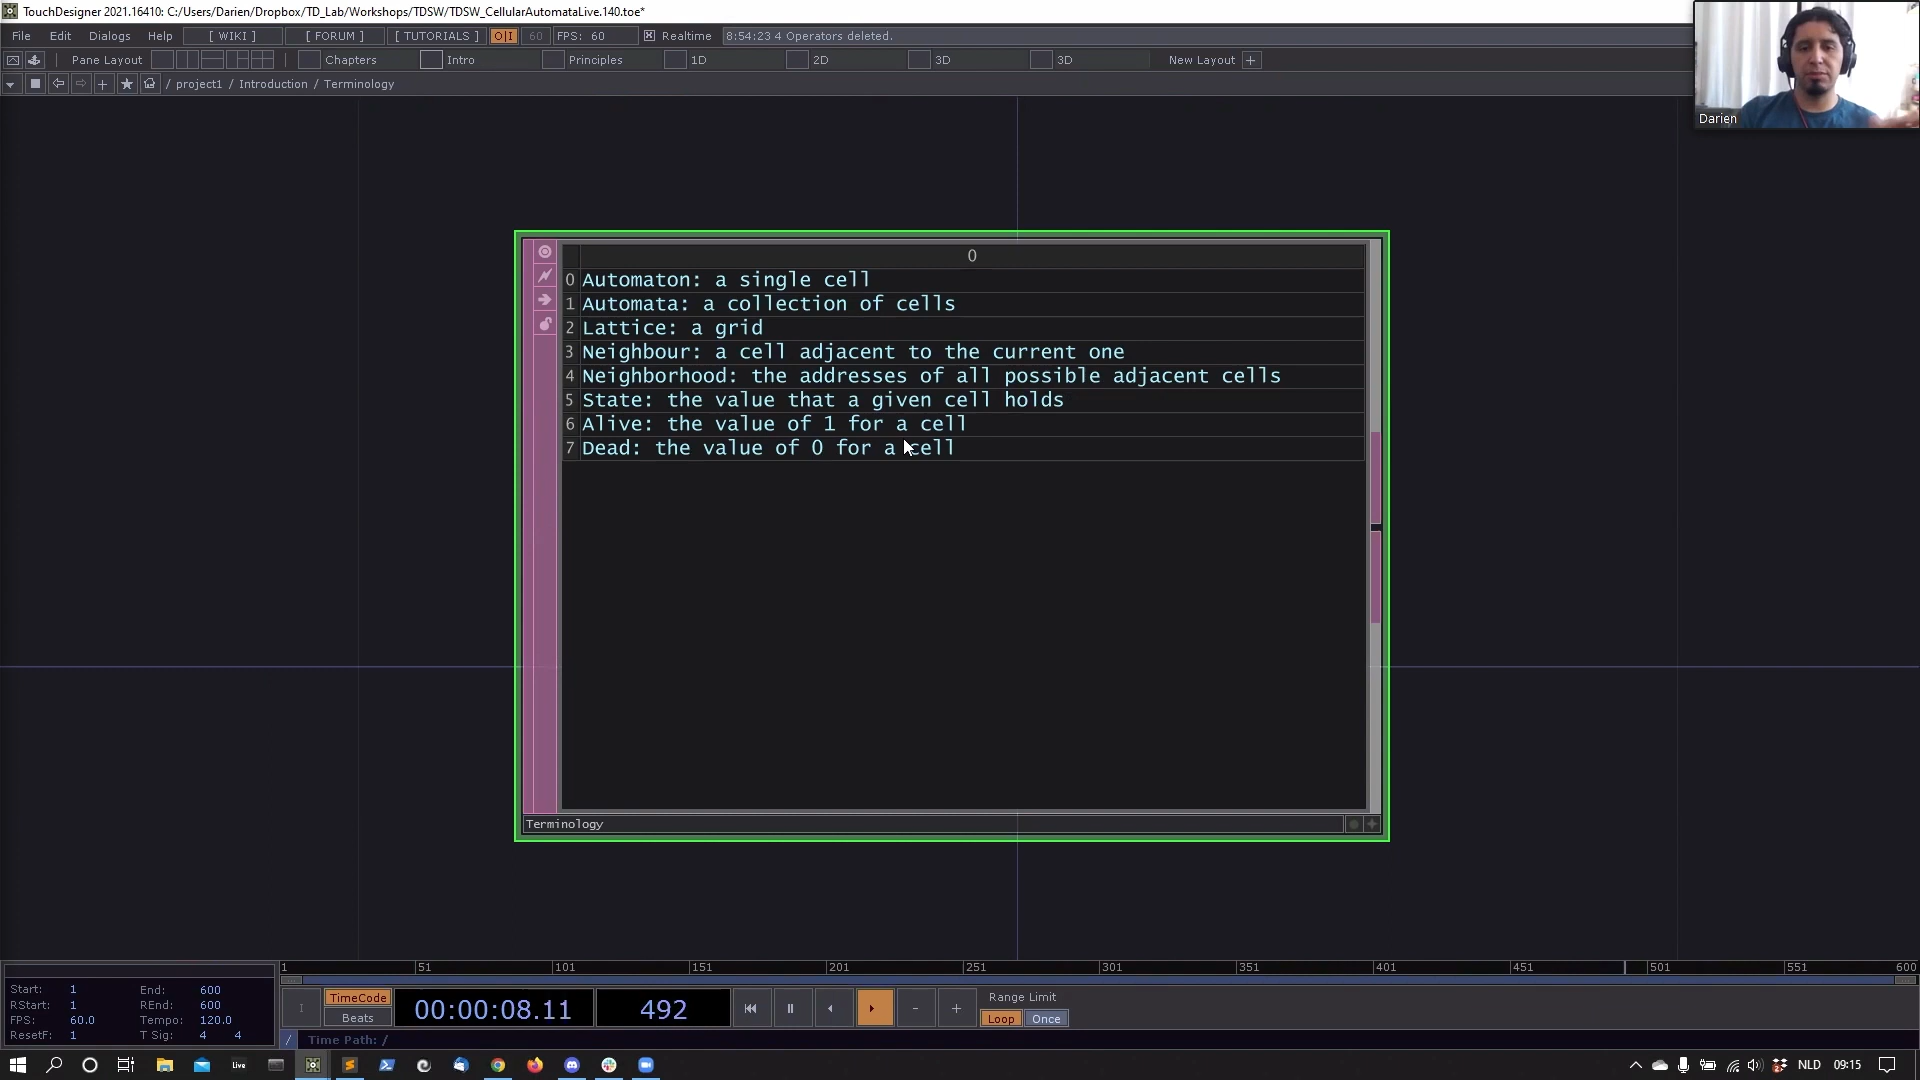 TouchDesigner 2021.16410: C:/Users/Darien/Dropbox/TD_Lab/Workshops/TDSW/TDSW_CellularAutomataLive.140.toe*
File Edit Dialogs Help [ WIKI ] [ FORUM ] [ TUTORIALS ] O|I 60 FPS: 60 Realtime 8:54:23 4 Operators deleted.
Pane Layout Chapters Intro Principles 1D 2D 3D 3D New Layout +
/ project1 / Introduction / Terminology
Darien
0
0 Automaton: a single cell
1 Automata: a collection of cells
2 Lattice: a grid
3 Neighbour: a cell adjacent to the current one
4 Neighborhood: the addresses of all possible adjacent cells
5 State: the value that a given cell holds
6 Alive: the value of 1 for a cell
7 Dead: the value of 0 for a cell
Terminology
1 51 101 151 201 251 301 351 401 451 501 551 600
Start: 1 End: 600
RStart: 1 REnd: 600
FPS: 60.0 Tempo: 120.0
ResetF: 1 T Sig: 4 4
I TimeCode Beats 00:00:08.11 492 - + Range Limit
Loop Once
/ Time Path: /
Live NLD 09:15